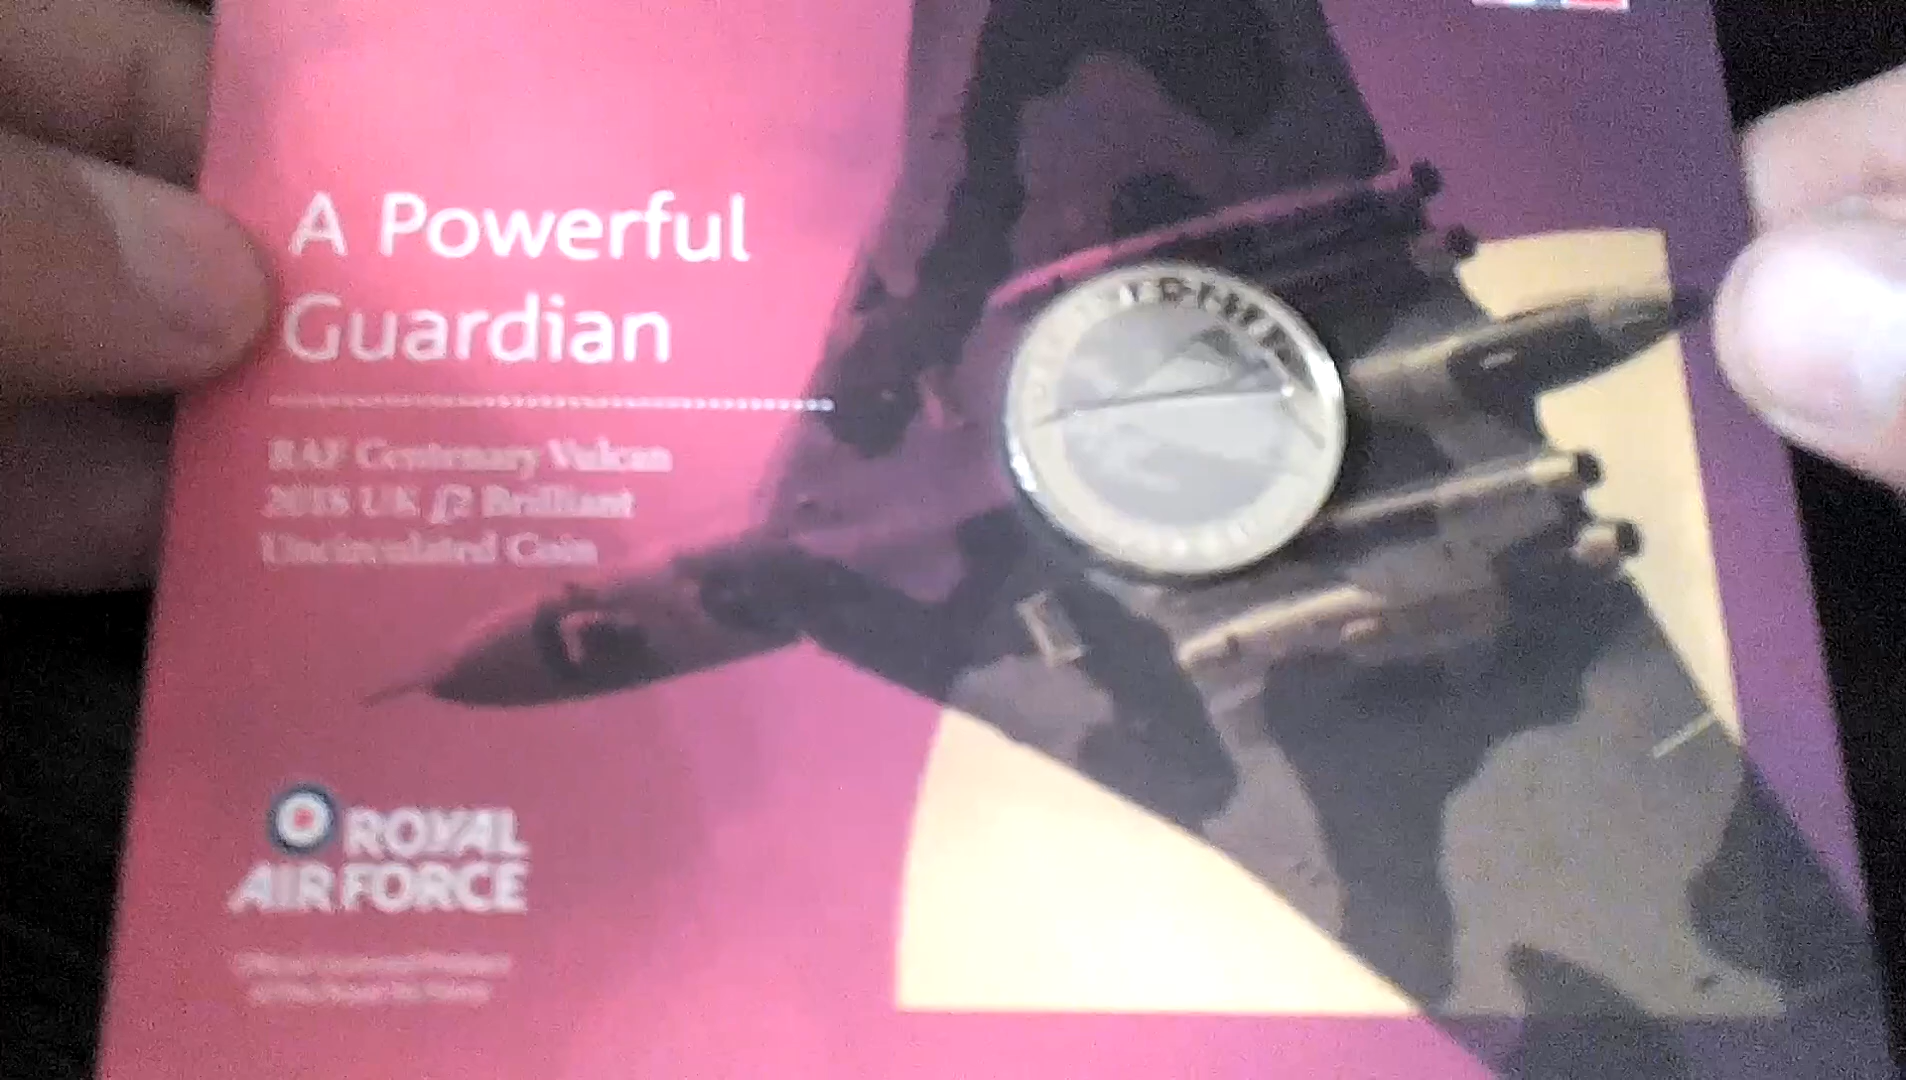 A Powerful
Guardian
RAF Centenary Vulcan
2018 UK £2 Brilliant
Uncirculated Coin
ROYAL
AIR FORCE